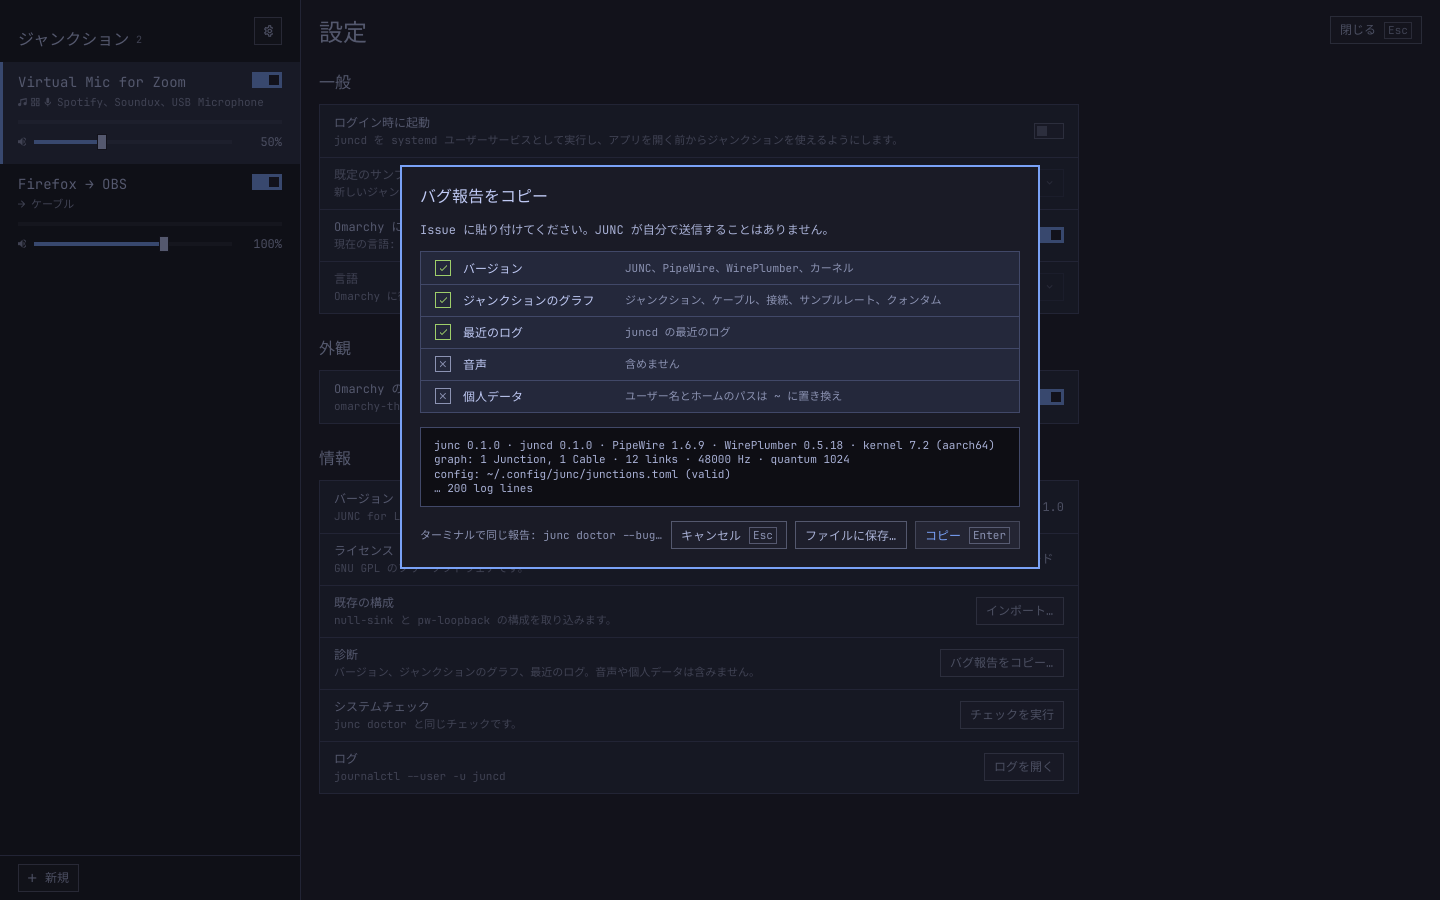 ジャンクション 2
Virtual Mic for Zoom
Spotify、Soundux、USB Microphone
50%
Firefox → OBS
→ ケーブル
100%
+ 新規
設定
閉じる Esc
一般
ログイン時に起動
juncd を systemd ユーザーサービスとして実行し、アプリを開く前からジャンクションを使えるようにします。
既定のサンプ
新しいジャン
Omarchy に
現在の言語:
言語
Omarchy に
外観
Omarchy の
omarchy-th
情報
バージョン
JUNC for L
1.0
ライセンス
GNU GPL の
ド
既存の構成
null-sink と pw-loopback の構成を取り込みます。
インポート…
診断
バージョン、ジャンクションのグラフ、最近のログ。音声や個人データは含みません。
バグ報告をコピー…
システムチェック
junc doctor と同じチェックです。
チェックを実行
ログ
journalctl --user -u juncd
ログを開く
バグ報告をコピー
Issue に貼り付けてください。JUNC が自分で送信することはありません。
バージョン JUNC、PipeWire、WirePlumber、カーネル
ジャンクションのグラフ ジャンクション、ケーブル、接続、サンプルレート、クォンタム
最近のログ juncd の最近のログ
音声 含めません
個人データ ユーザー名とホームのパスは ~ に置き換え
junc 0.1.0 · juncd 0.1.0 · PipeWire 1.6.9 · WirePlumber 0.5.18 · kernel 7.2 (aarch64)
graph: 1 Junction, 1 Cable · 12 links · 48000 Hz · quantum 1024
config: ~/.config/junc/junctions.toml (valid)
… 200 log lines
ターミナルで同じ報告: junc doctor --bug…
キャンセル Esc
ファイルに保存…
コピー Enter